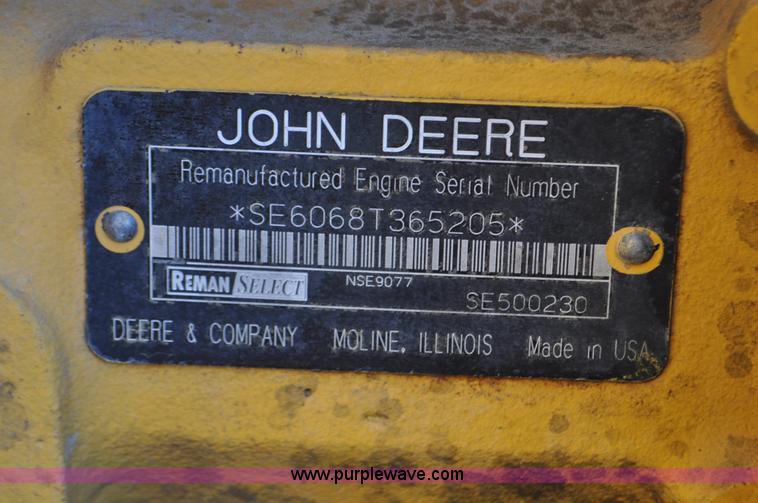 JOHN DEERE
Remanufactured Engine Serial Number
*SE6068T365205*
REMAN SELECT
NSE9077
SE500230
DEERE & COMPANY MOLINE, ILLINOIS Made in USA
www.purplewave.com